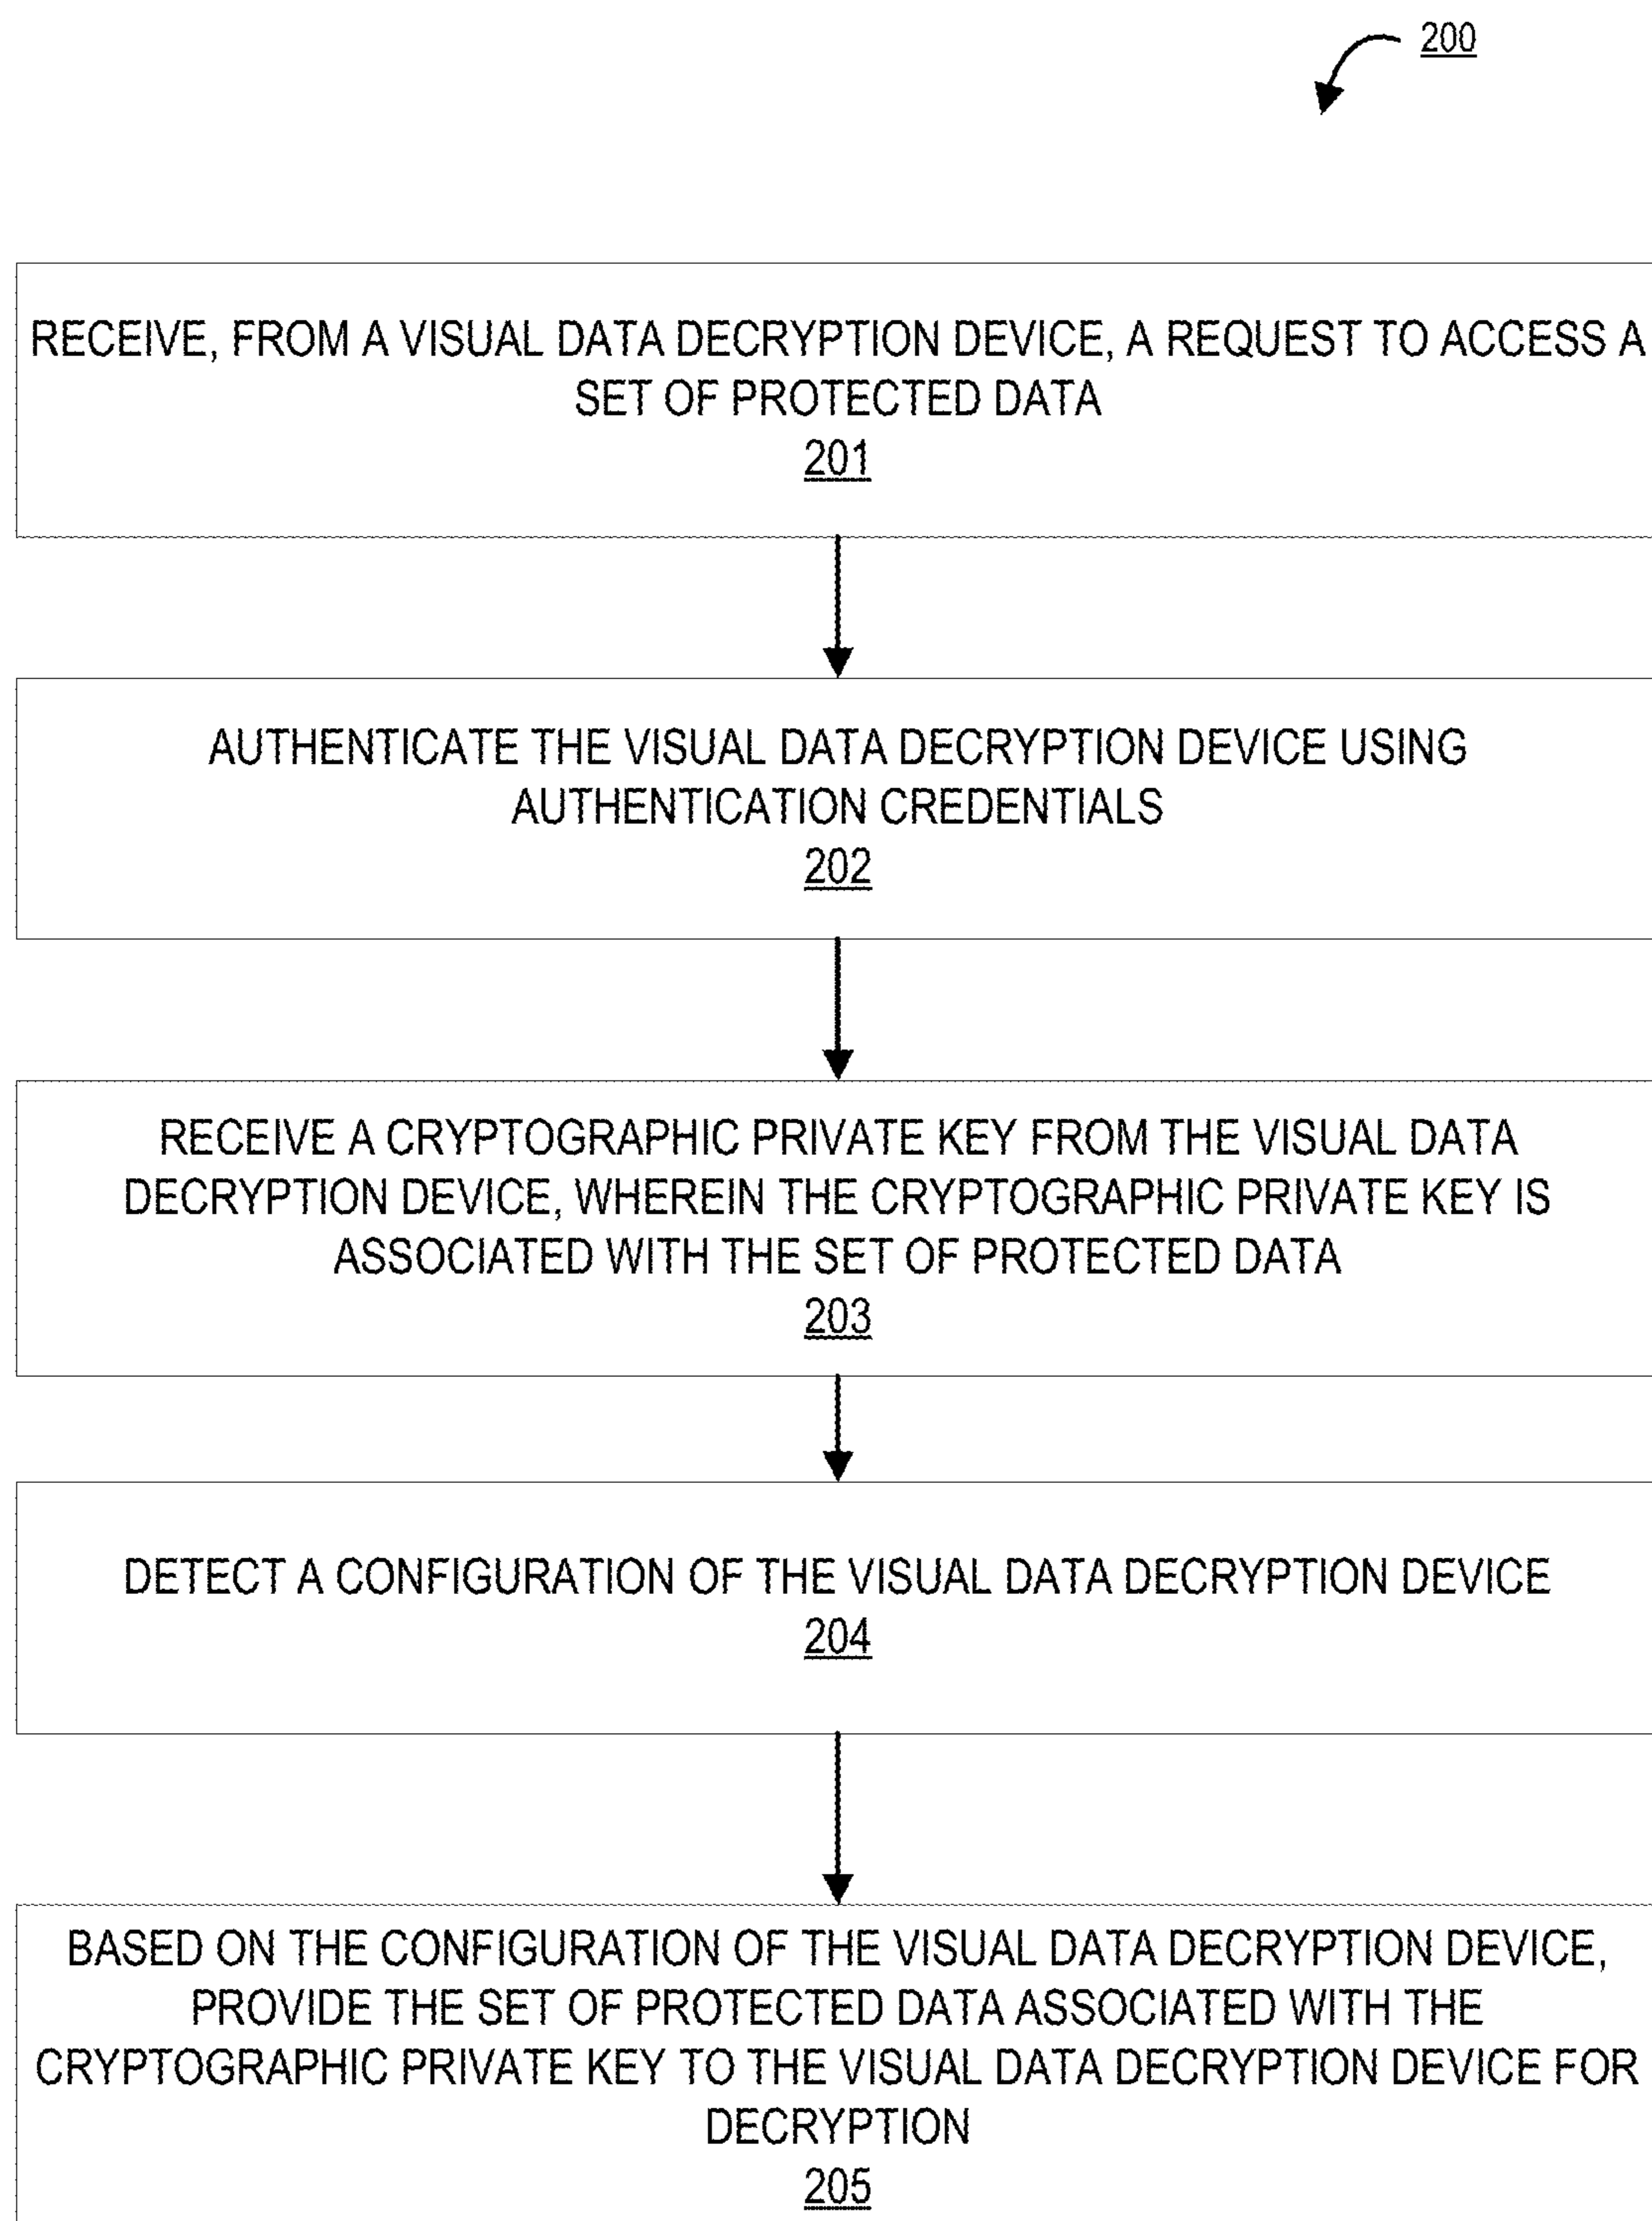 200
RECEIVE, FROM A VISUAL DATA DECRYPTION DEVICE, A REQUEST TO ACCESS A
SET OF PROTECTED DATA
201
AUTHENTICATE THE VISUAL DATA DECRYPTION DEVICE USING
AUTHENTICATION CREDENTIALS
202
RECEIVE A CRYPTOGRAPHIC PRIVATE KEY FROM THE VISUAL DATA
DECRYPTION DEVICE, WHEREIN THE CRYPTOGRAPHIC PRIVATE KEY IS
ASSOCIATED WITH THE SET OF PROTECTED DATA
203
DETECT A CONFIGURATION OF THE VISUAL DATA DECRYPTION DEVICE
204
BASED ON THE CONFIGURATION OF THE VISUAL DATA DECRYPTION DEVICE,
PROVIDE THE SET OF PROTECTED DATA ASSOCIATED WITH THE
CRYPTOGRAPHIC PRIVATE KEY TO THE VISUAL DATA DECRYPTION DEVICE FOR
DECRYPTION
205